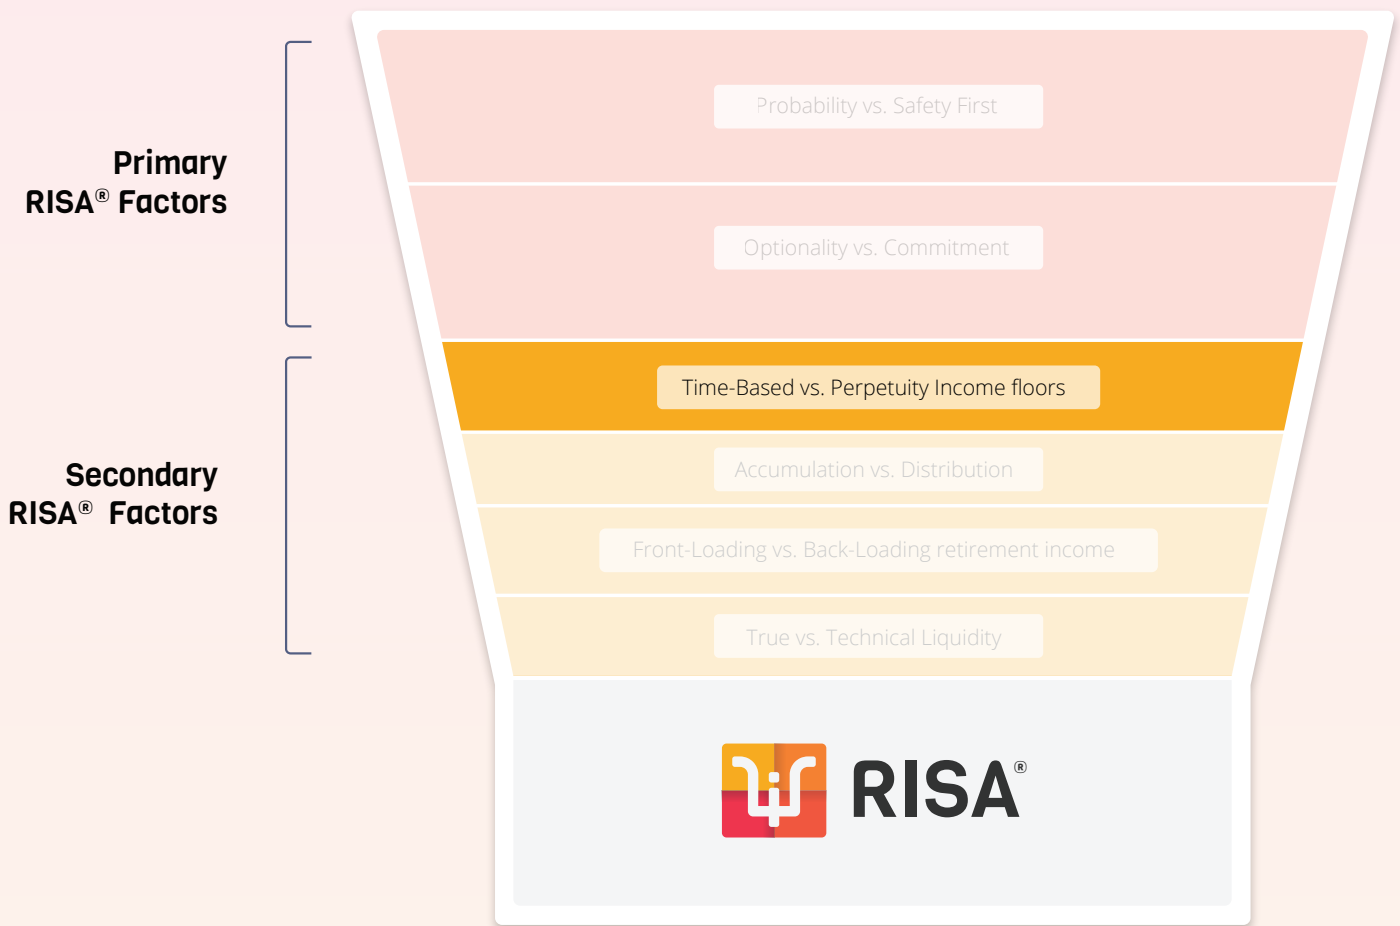 Primary
RISA® Factors
Probability vs. Safety First
Optionality vs. Commitment
Secondary
RISA® Factors
Time-Based vs. Perpetuity Income floors
Accumulation vs. Distribution
Front-Loading vs. Back-Loading retirement income
True vs. Technical Liquidity
RISA®